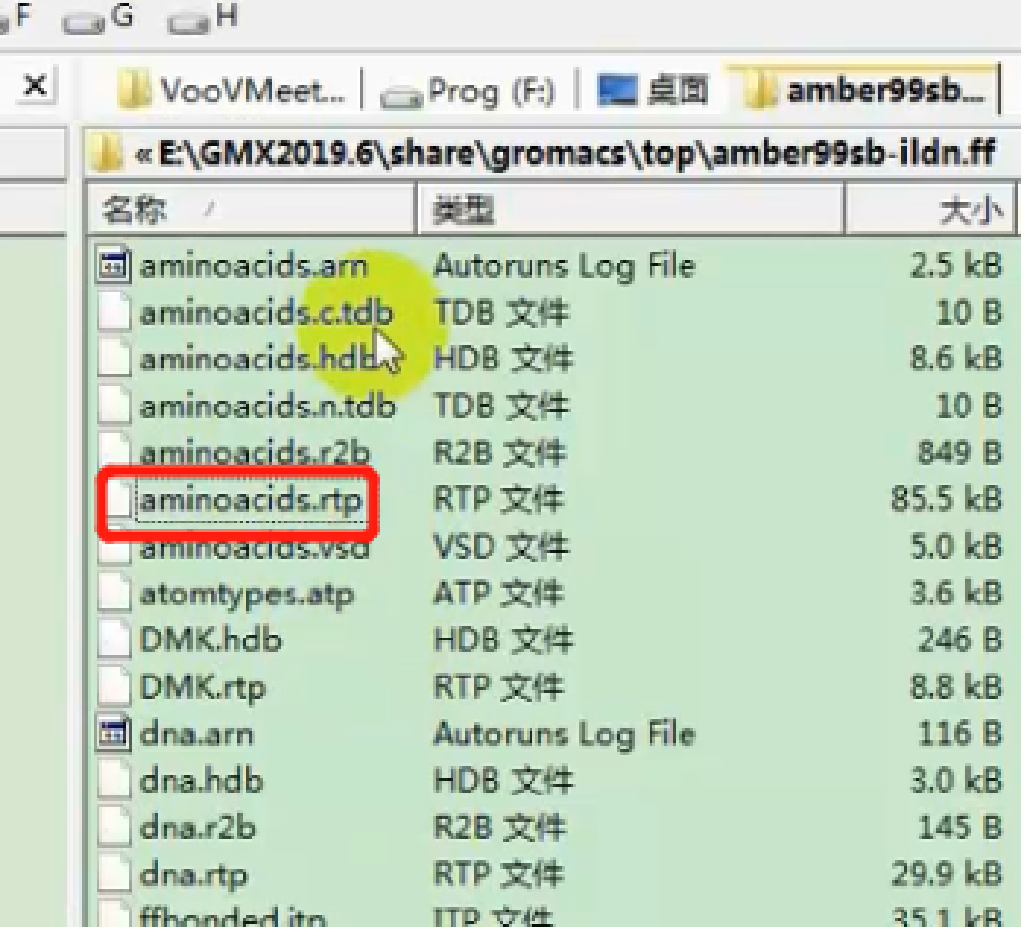 F G H
× VooVMeet... Prog (F:) 桌面 amber99sb...
« E:\GMX2019.6\share\gromacs\top\amber99sb-ildn.ff
名称 / 类型 大小
aminoacids.arn Autoruns Log File 2.5 kB
aminoacids.c.tdb TDB 文件 10 B
aminoacids.hdb HDB 文件 8.6 kB
aminoacids.n.tdb TDB 文件 10 B
aminoacids.r2b R2B 文件 849 B
aminoacids.rtp RTP 文件 85.5 kB
aminoacids.vsd VSD 文件 5.0 kB
atomtypes.atp ATP 文件 3.6 kB
DMK.hdb HDB 文件 246 B
DMK.rtp RTP 文件 8.8 kB
dna.arn Autoruns Log File 116 B
dna.hdb HDB 文件 3.0 kB
dna.r2b R2B 文件 145 B
dna.rtp RTP 文件 29.9 kB
ffbonded.itp ITP 文件 35.1 kB